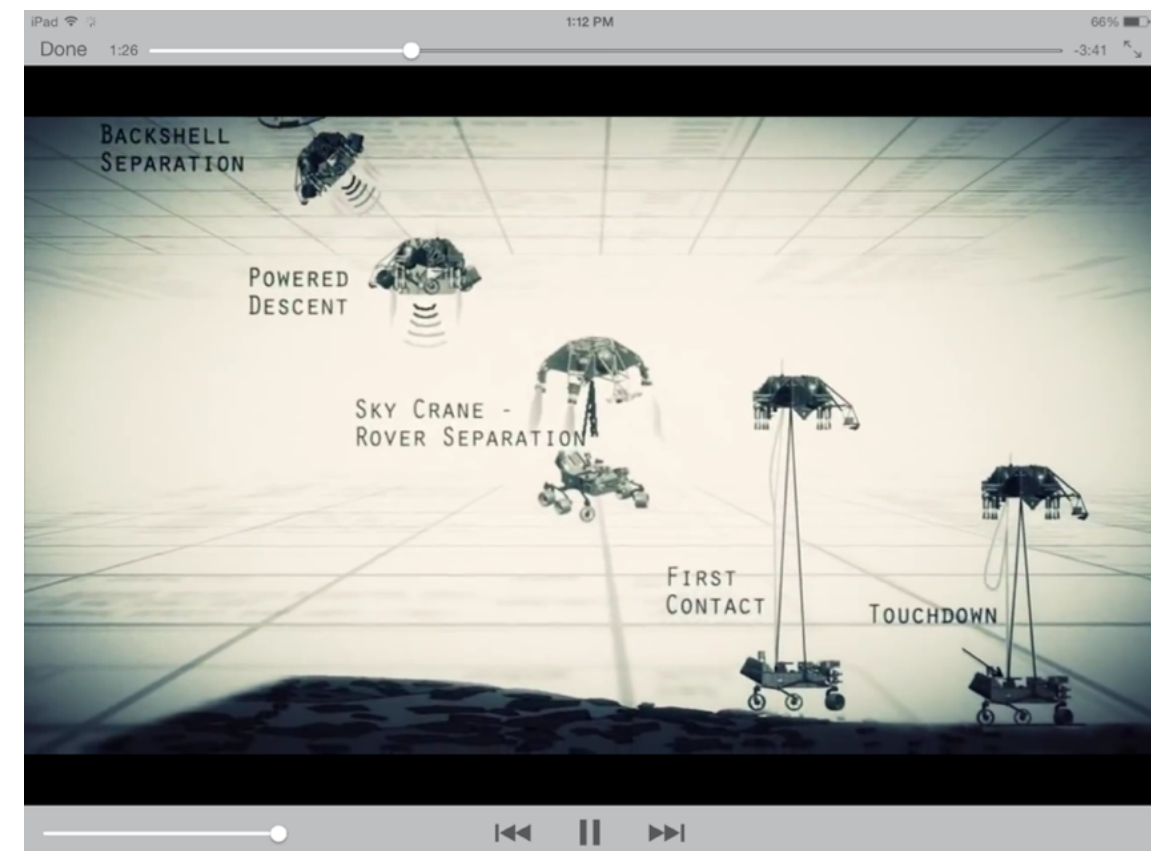 iPad 1:12 PM 66%
Done 1:26 -3:41
BACKSHELL
SEPARATION
POWERED
DESCENT
SKY CRANE -
ROVER SEPARATION
FIRST
CONTACT
TOUCHDOWN